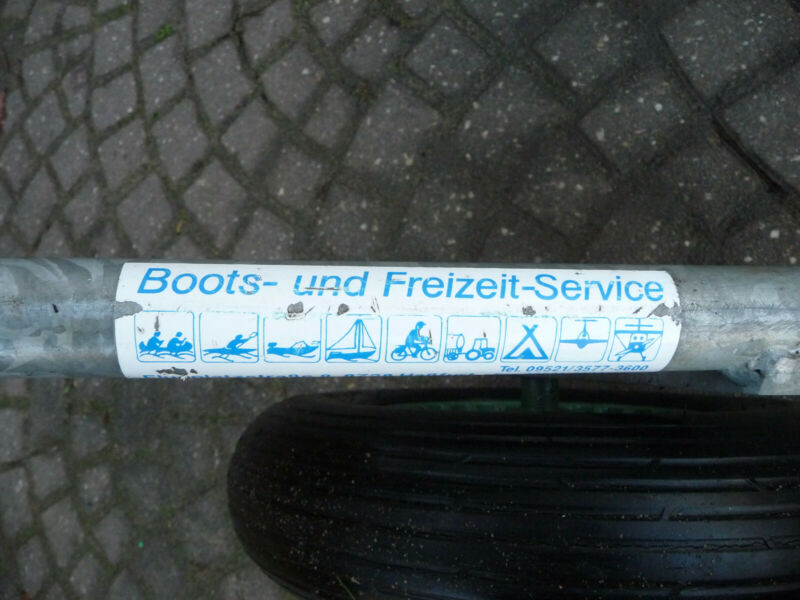 Boots- und Freizeit-Service
Tel. 09521/3577-3600